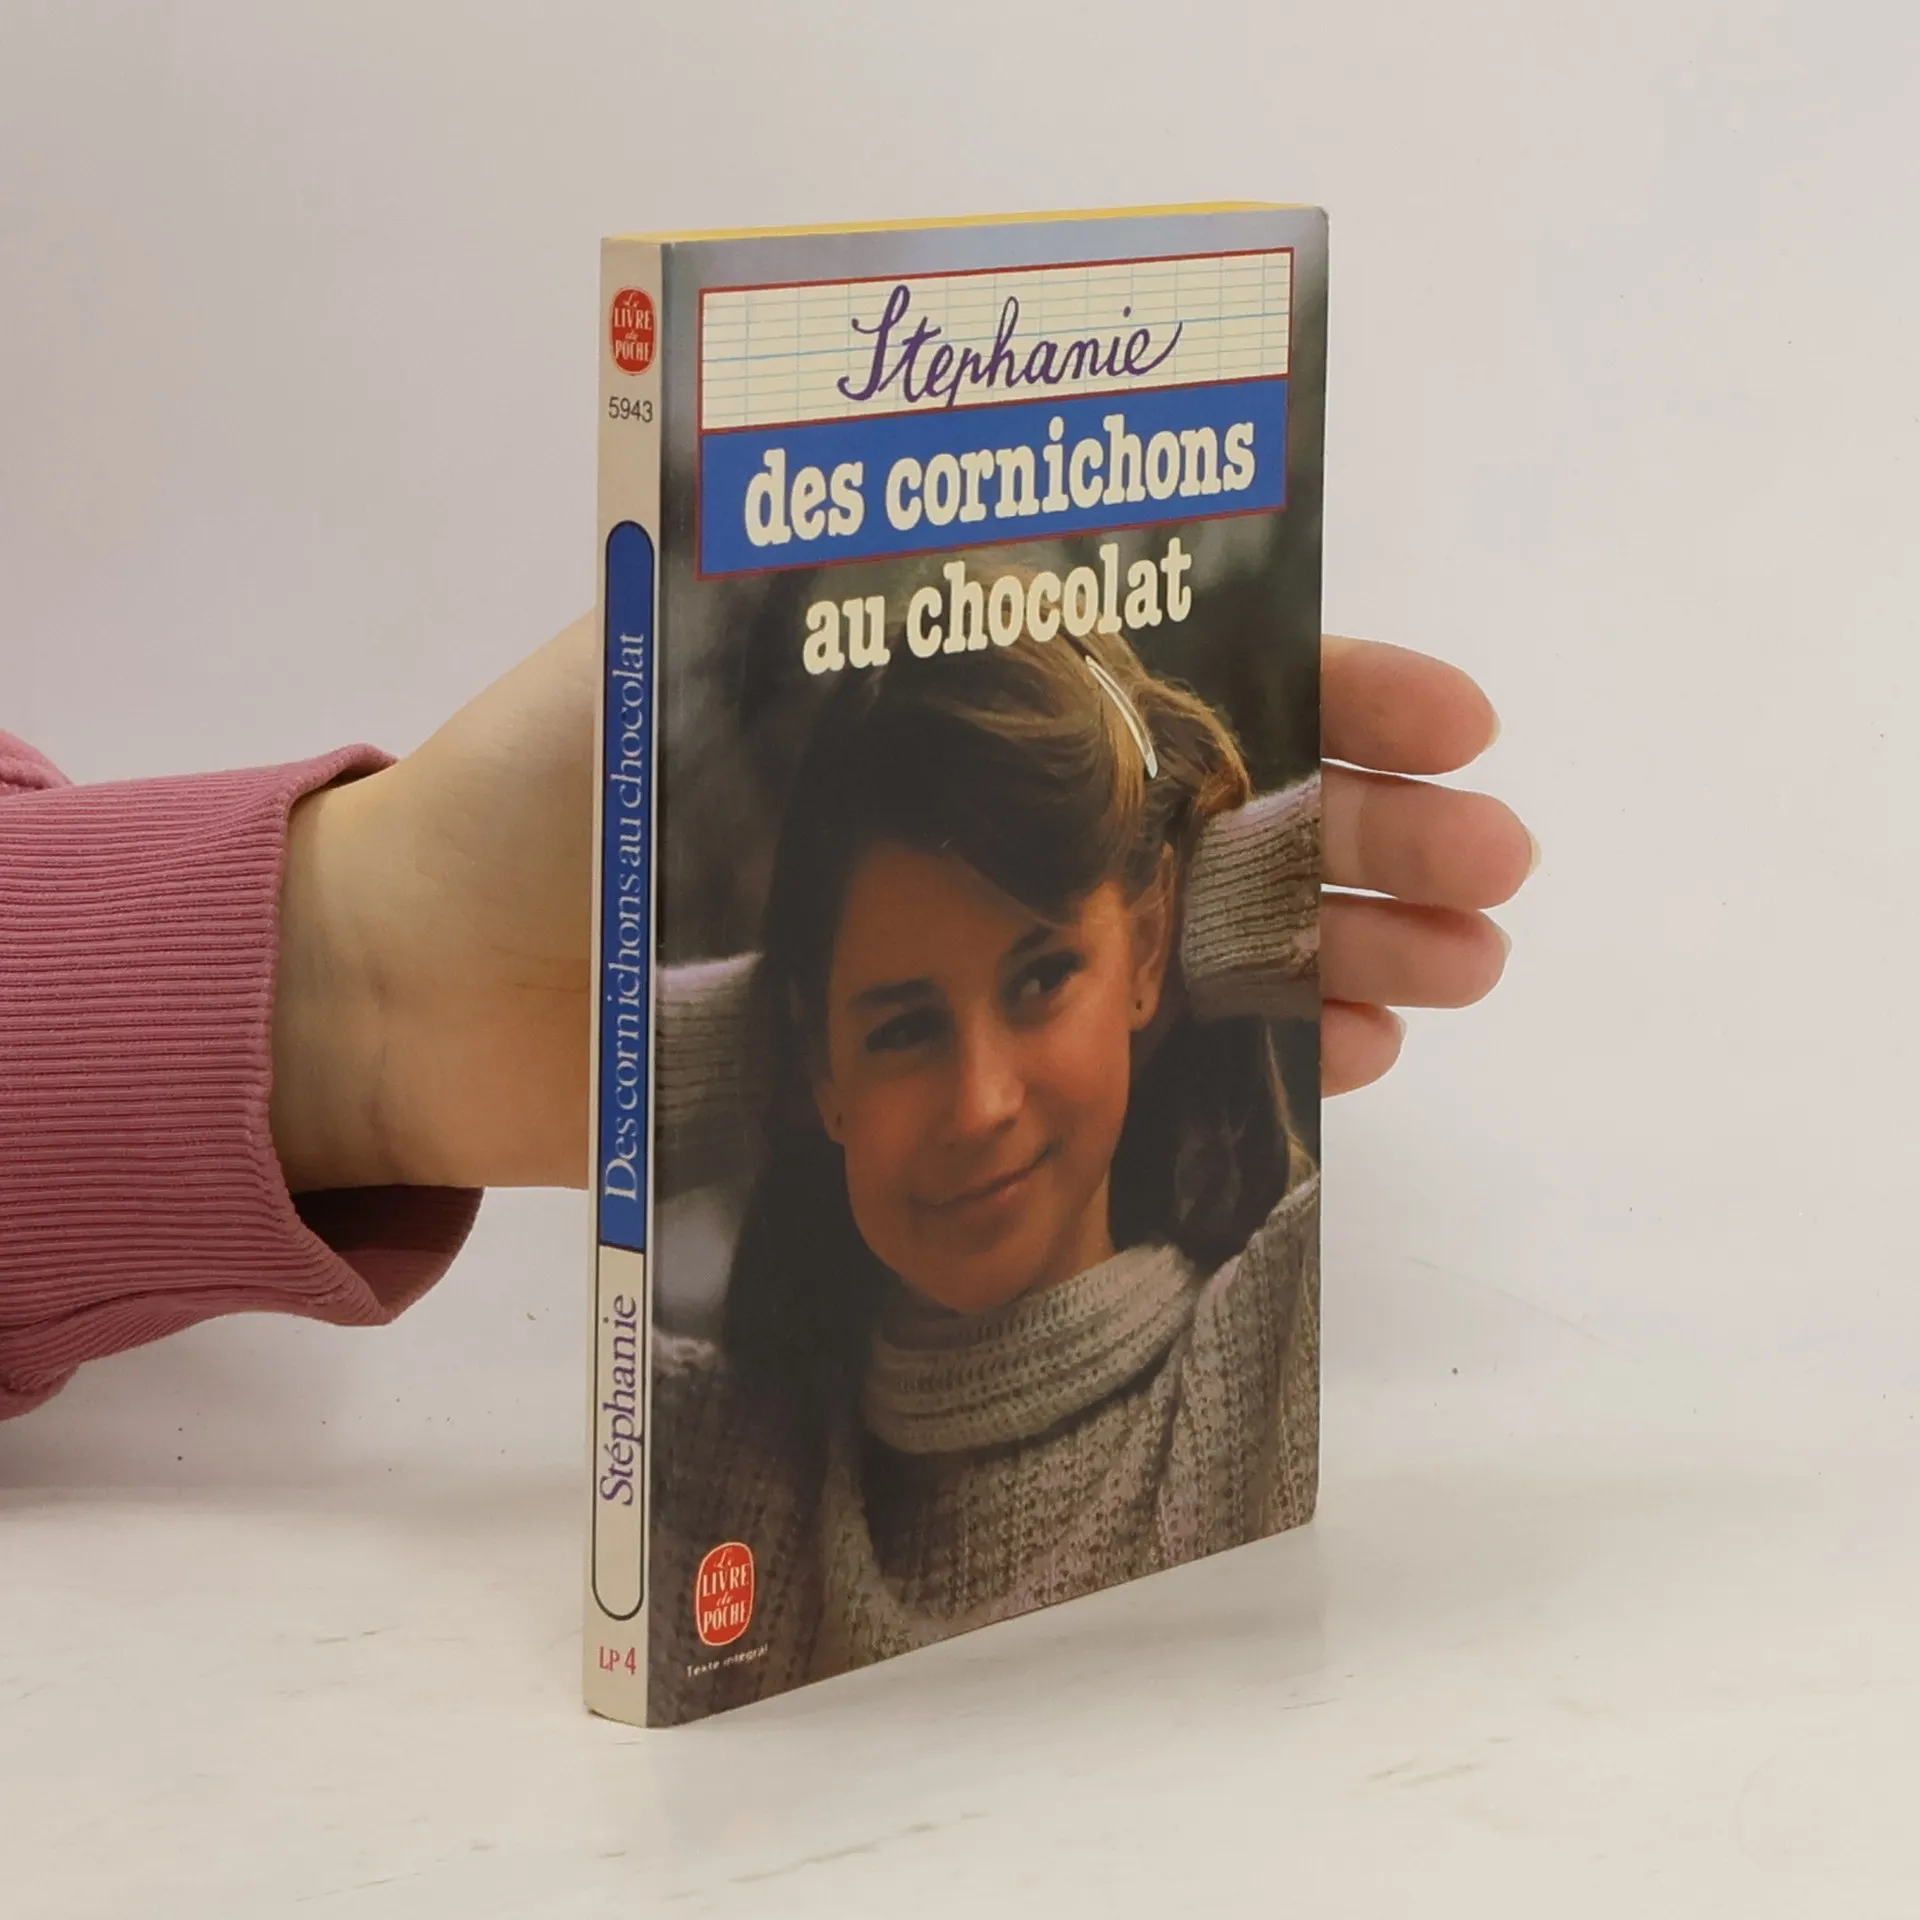 Le
LIVRE
de
POCHE
5943
Des cornichons au chocolat
Stéphanie
LP 4
Stephanie
des cornichons
au chocolat
Le
LIVRE
de
POCHE
Texte intégral